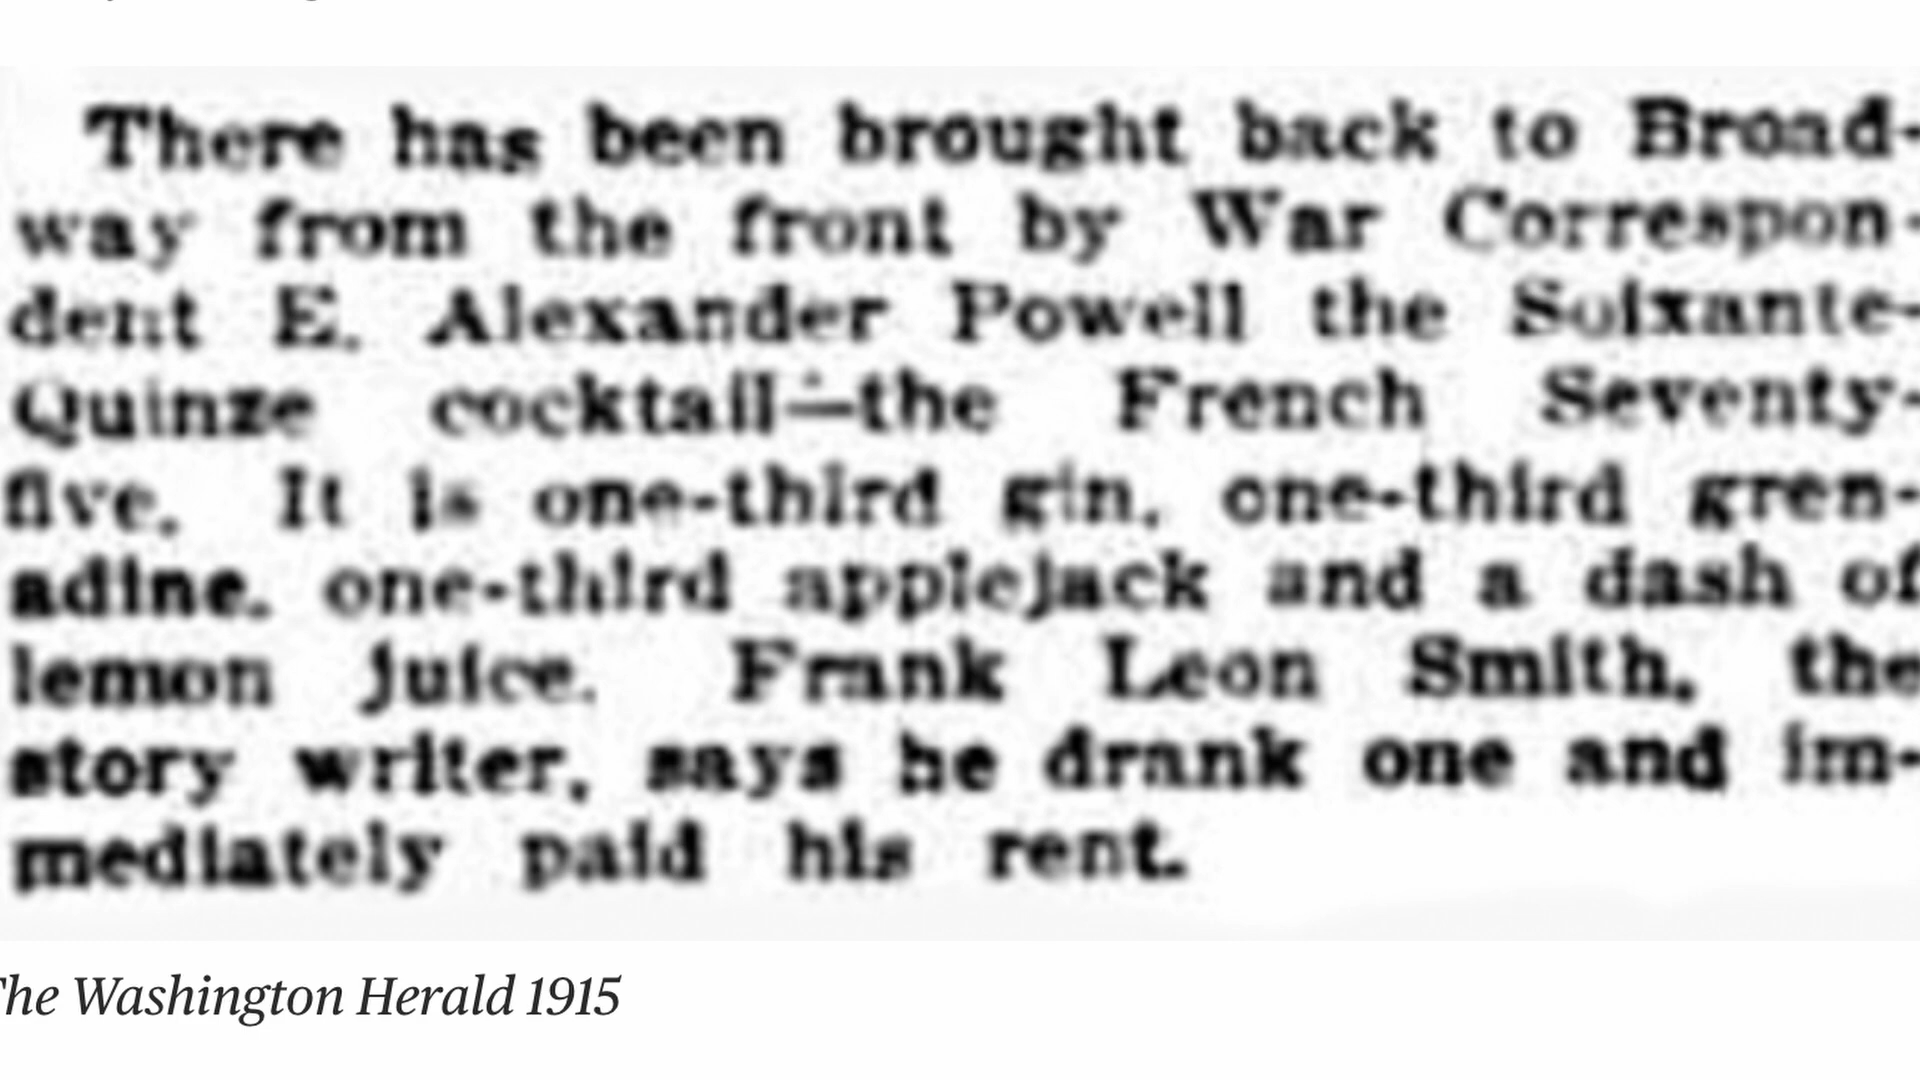 There has been brought back to Broad-
way from the front by War Correspon-
dent E. Alexander Powell the Soixante-
Quinze cocktail—the French Seventy-
five. It is one-third gin, one-third gren-
adine, one-third applejack and a dash of
lemon juice. Frank Leon Smith, the
story writer, says he drank one and im-
mediately paid his rent.
The Washington Herald 1915